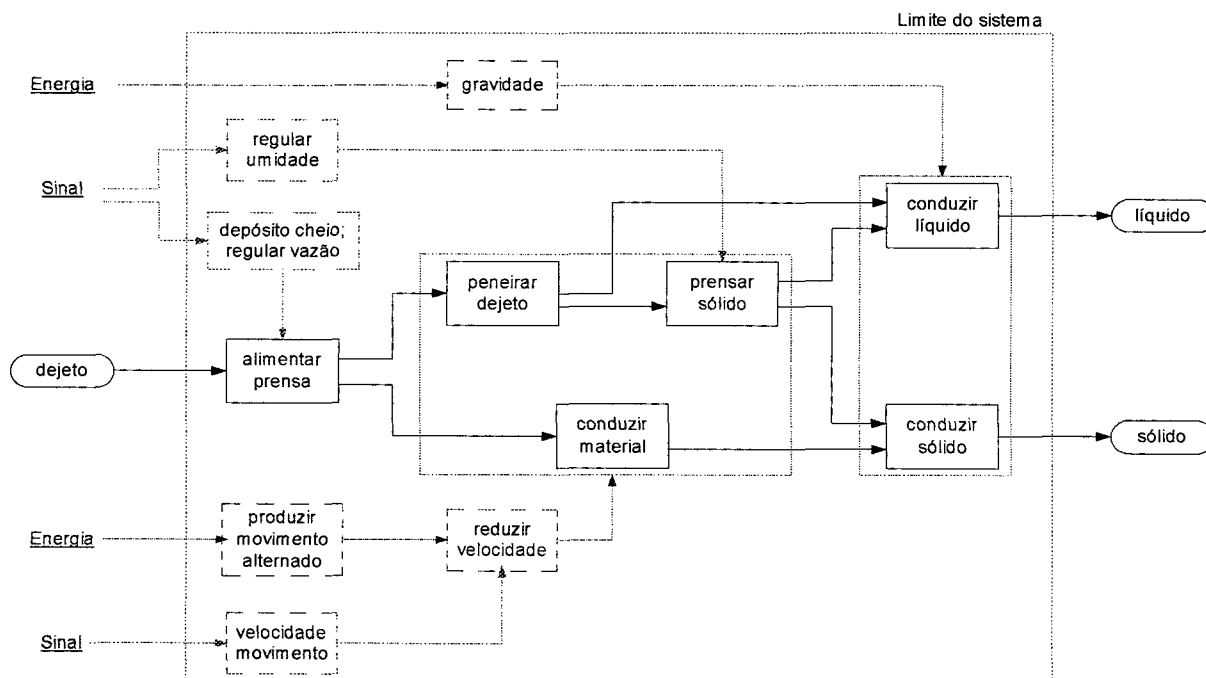 Limite do sistema
Energia
gravidade
regular
umidade
Sinal
depósito cheio;
regular vazão
conduzir
líquido
líquido
peneirar
dejeto
prensar
sólido
dejeto
alimentar
prensa
conduzir
material
conduzir
sólido
sólido
Energia
produzir
movimento
alternado
reduzir
velocidade
Sinal
velocidade
movimento